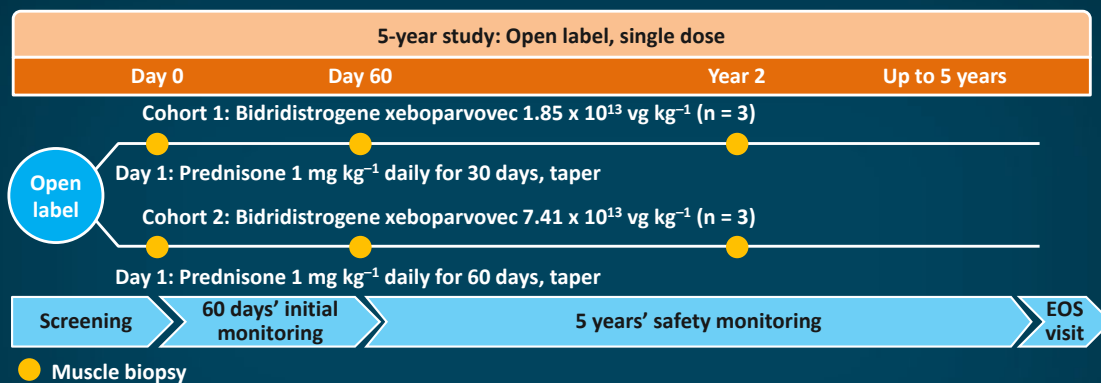 5-year study: Open label, single dose
Day 0 Day 60 Year 2 Up to 5 years
Cohort 1: Bidridistrogene xeboparvovec 1.85 x 10¹³ vg kg⁻¹ (n = 3)
Day 1: Prednisone 1 mg kg⁻¹ daily for 30 days, taper
Open
label
Cohort 2: Bidridistrogene xeboparvovec 7.41 x 10¹³ vg kg⁻¹ (n = 3)
Day 1: Prednisone 1 mg kg⁻¹ daily for 60 days, taper
Screening
60 days’ initial
monitoring
5 years’ safety monitoring
EOS
visit
Muscle biopsy